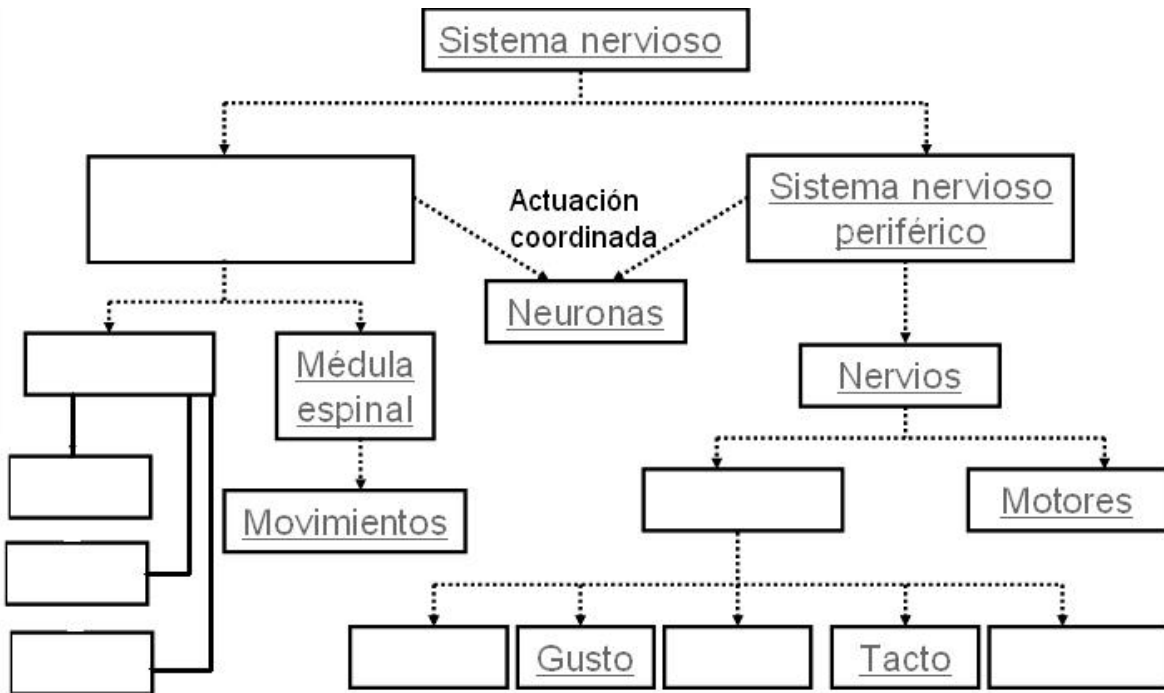 Sistema nervioso
Actuación
coordinada
Sistema nervioso
periférico
Neuronas
Médula
espinal
Nervios
Movimientos
Motores
Gusto
Tacto